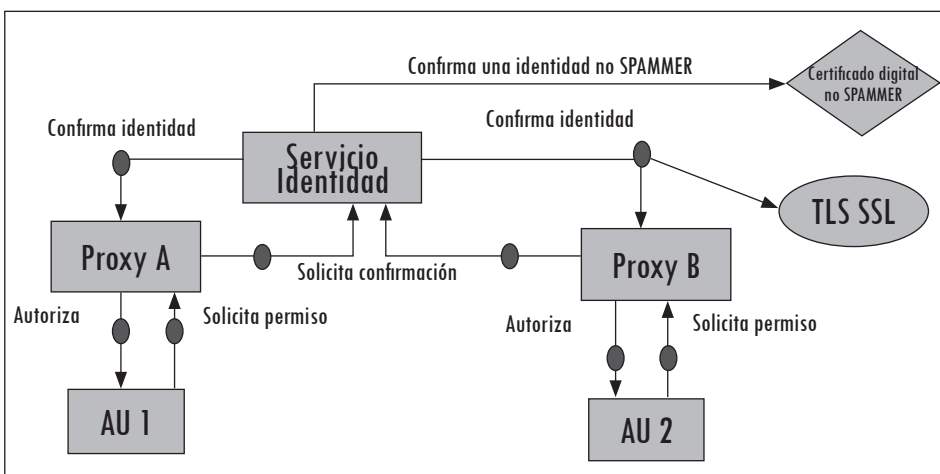 Confirma una identidad no SPAMMER
Certificado digital
no SPAMMER
Confirma identidad
Confirma identidad
Servicio
Identidad
TLS SSL
Proxy A
Solicita confirmación
Proxy B
Autoriza
Solicita permiso
Autoriza
Solicita permiso
AU 1
AU 2